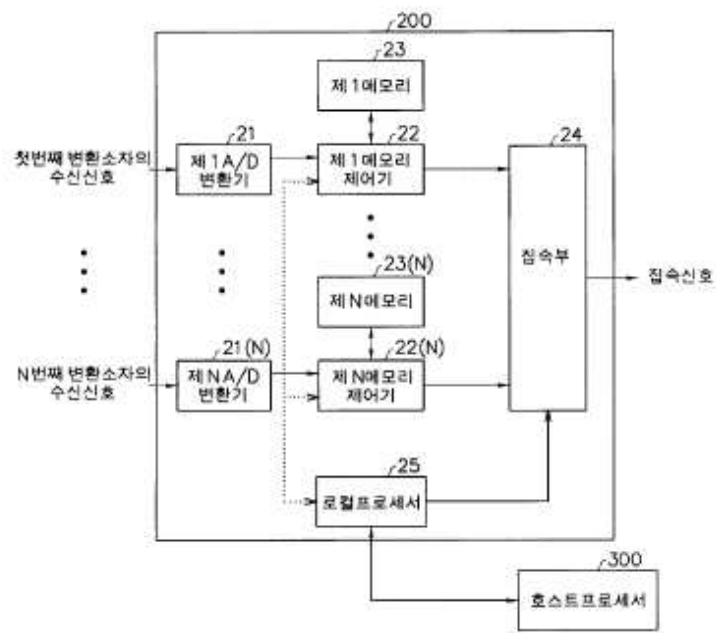 200
23
제1메모리
21
22
24
첫번째 변환소자의
수신신호
제1A/D
변환기
제1메모리
제어기
집속부
집속신호
23(N)
제N메모리
21(N)
22(N)
N번째 변환소자의
수신신호
제NA/D
변환기
제N메모리
제어기
25
로컬프로세서
300
호스트프로세서